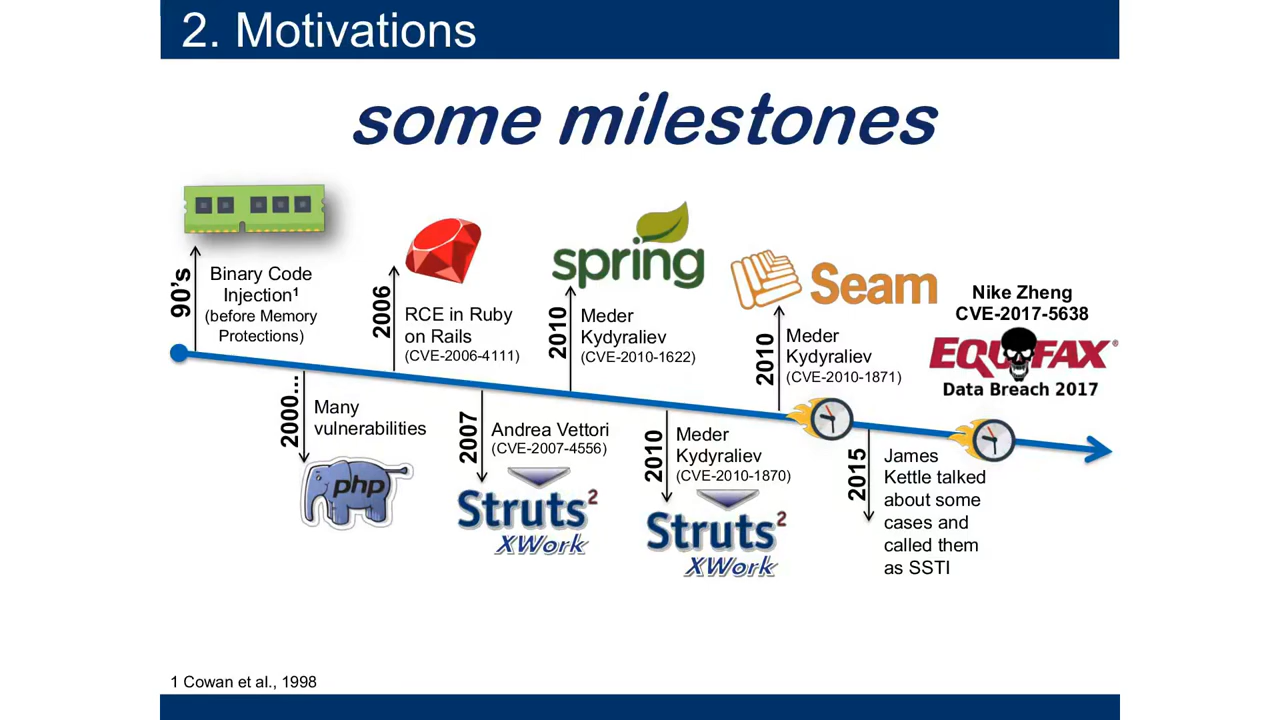 2. Motivations
some milestones
90's
Binary Code
Injection¹
(before Memory
Protections)
2000...
Many
vulnerabilities
php
2006
RCE in Ruby
on Rails
(CVE-2006-4111)
2007
Andrea Vettori
(CVE-2007-4556)
Struts²
XWork
spring
2010
Meder
Kydyraliev
(CVE-2010-1622)
2010
Meder
Kydyraliev
(CVE-2010-1870)
Struts²
XWork
Seam
2010
Meder
Kydyraliev
(CVE-2010-1871)
2015
James
Kettle talked
about some
cases and
called them
as SSTI
Nike Zheng
CVE-2017-5638
EQUIFAX®
Data Breach 2017
1 Cowan et al., 1998